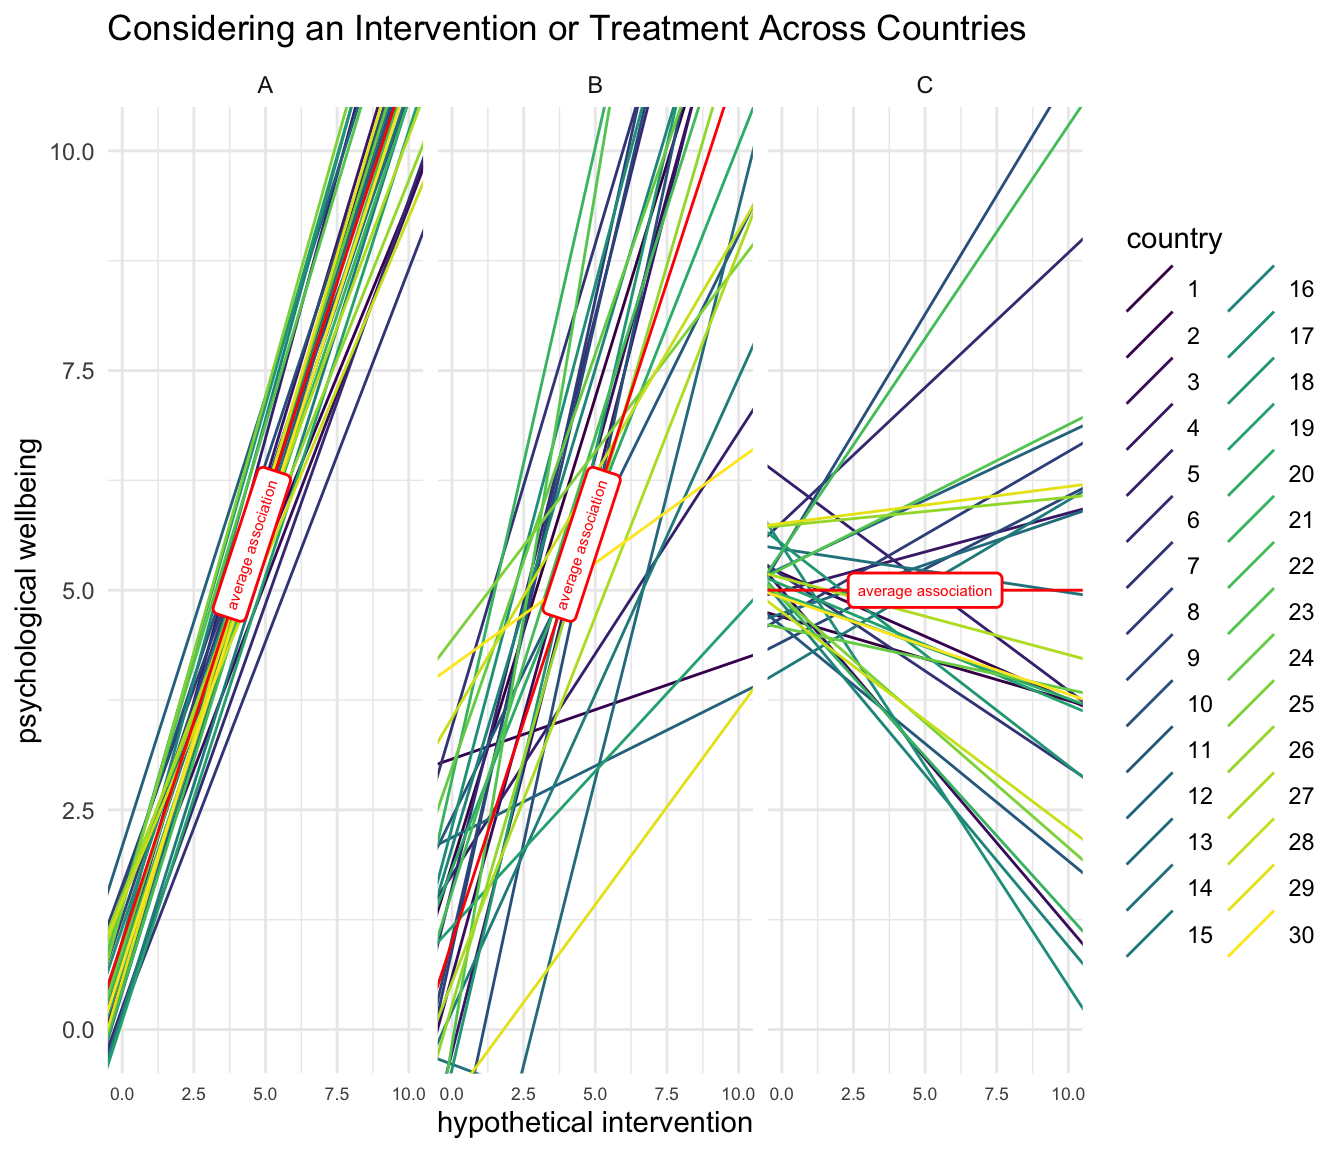 Considering an Intervention or Treatment Across Countries
A B C
10.0
7.5
5.0
2.5
0.0
psychological wellbeing
average association
average association
average association
0.0 2.5 5.0 7.5 10.0 0.0 2.5 5.0 7.5 10.0 0.0 2.5 5.0 7.5 10.0
hypothetical intervention
country
1 16
2 17
3 18
4 19
5 20
6 21
7 22
8 23
9 24
10 25
11 26
12 27
13 28
14 29
15 30